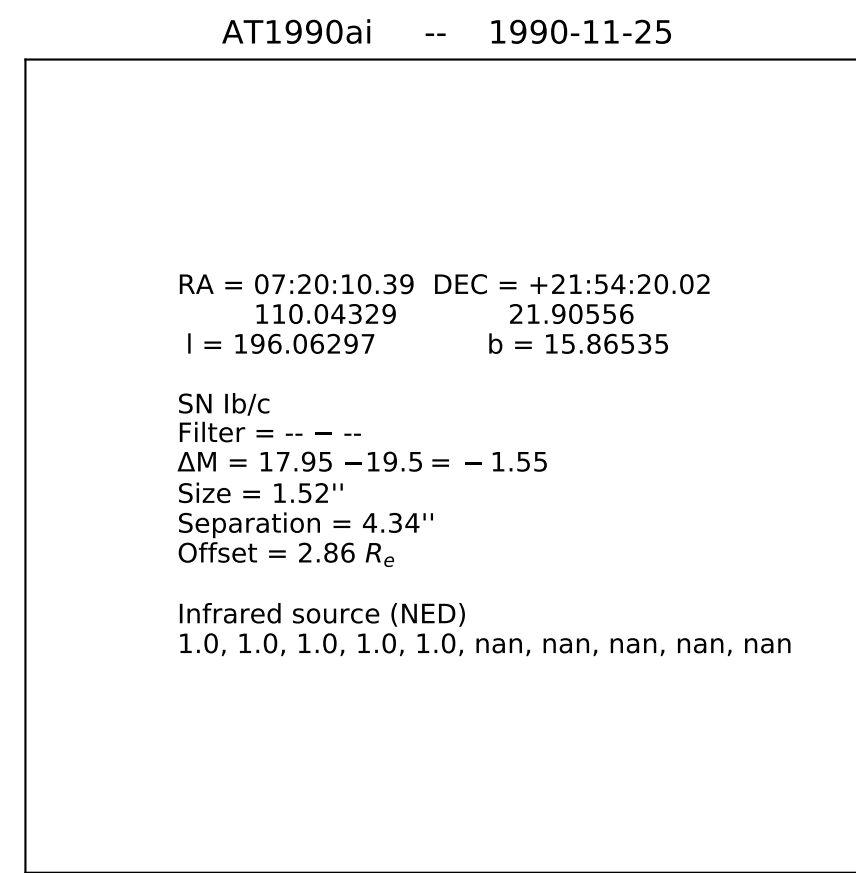 AT1990ai -- 1990-11-25
RA = 07:20:10.39 DEC = +21:54:20.02
110.04329 21.90556
l = 196.06297 b = 15.86535
SN Ib/c
Filter = -- − --
ΔM = 17.95 −19.5 = − 1.55
Size = 1.52''
Separation = 4.34''
Offset = 2.86 Rₑ
Infrared source (NED)
1.0, 1.0, 1.0, 1.0, 1.0, nan, nan, nan, nan, nan